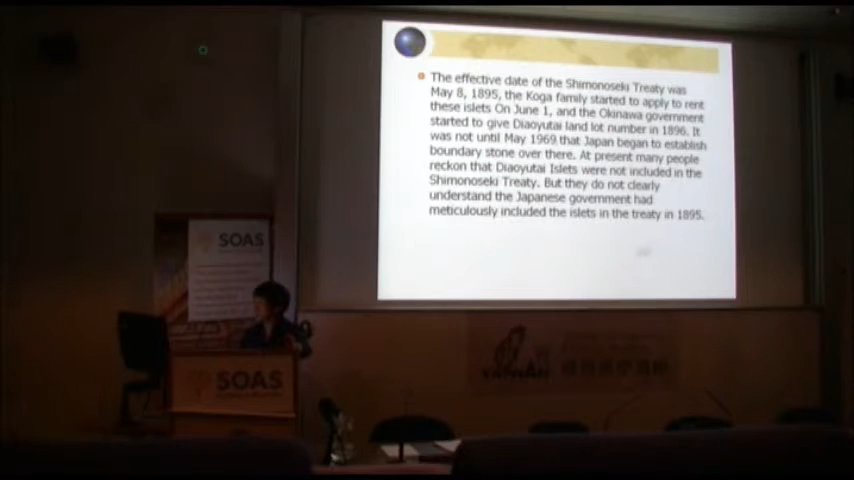 The effective date of the Shimonoseki Treaty was
May 8, 1895, the Koga family started to apply to rent
these islets On June 1, and the Okinawa government
started to give Diaoyutai land lot number in 1896. It
was not until May 1969 that Japan began to establish
boundary stone over there. At present many people
reckon that Diaoyutai Islets were not included in the
Shimonoseki Treaty. But they do not clearly
understand the Japanese government had
meticulously included the islets in the treaty in 1895.
SOAS
SOAS
TAIWAN